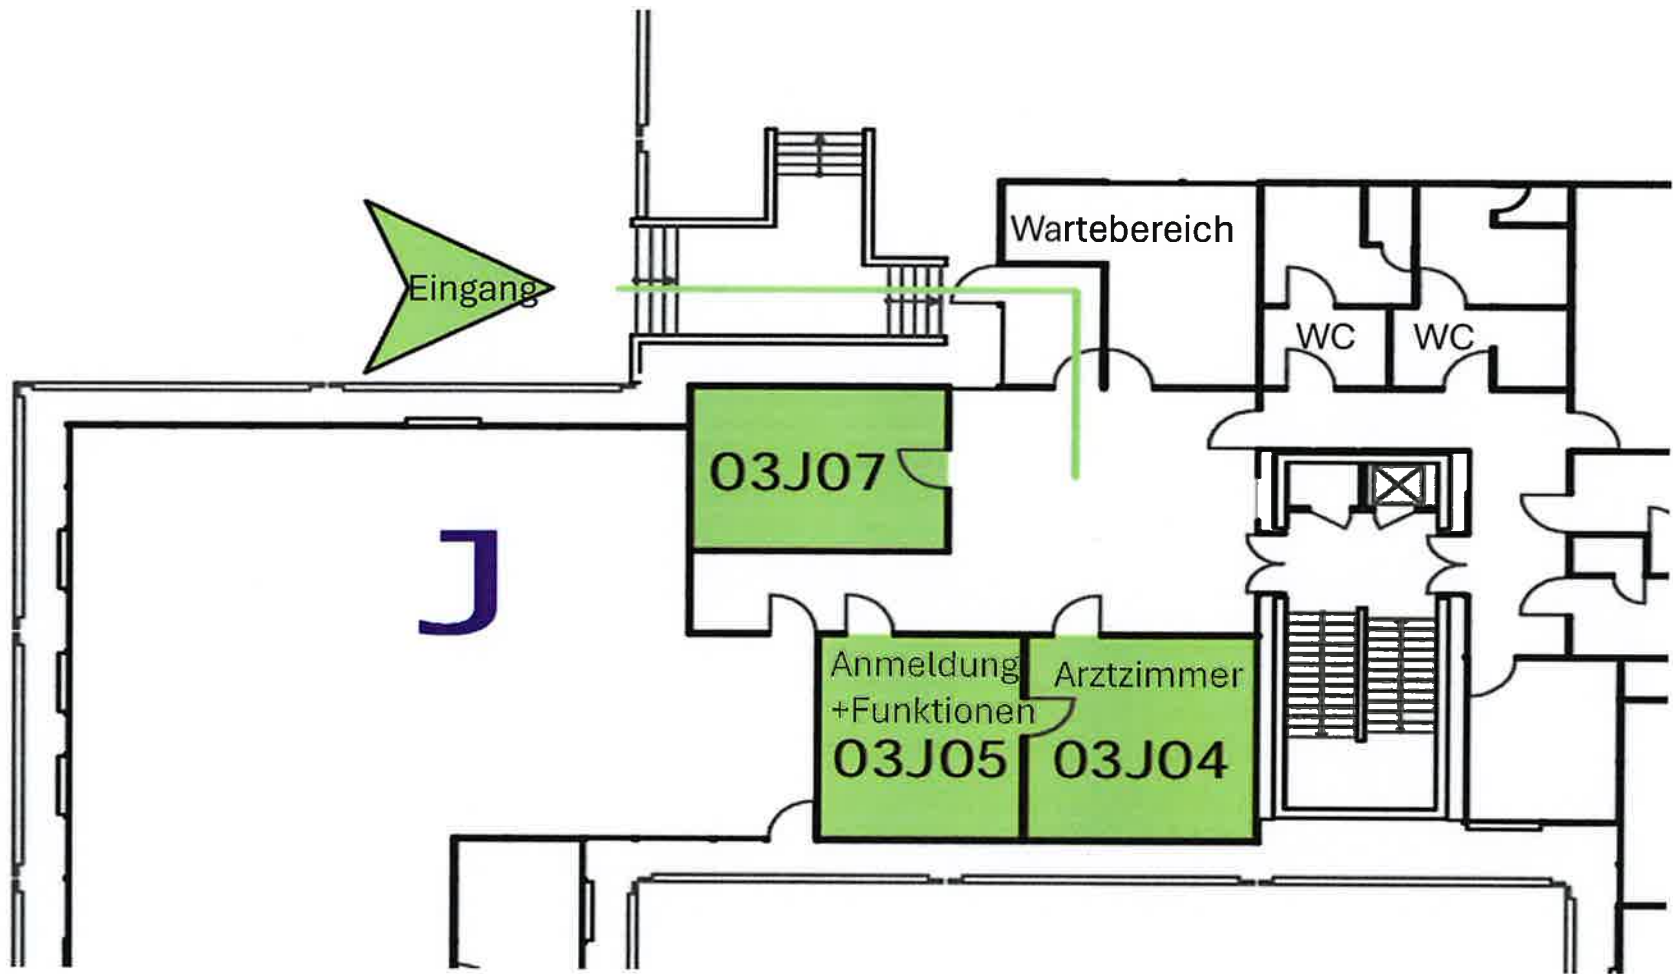 Wartebereich
Eingang
WC
WC
03J07
J
Anmeldung
+Funktionen
03J05
Arztzimmer
03J04